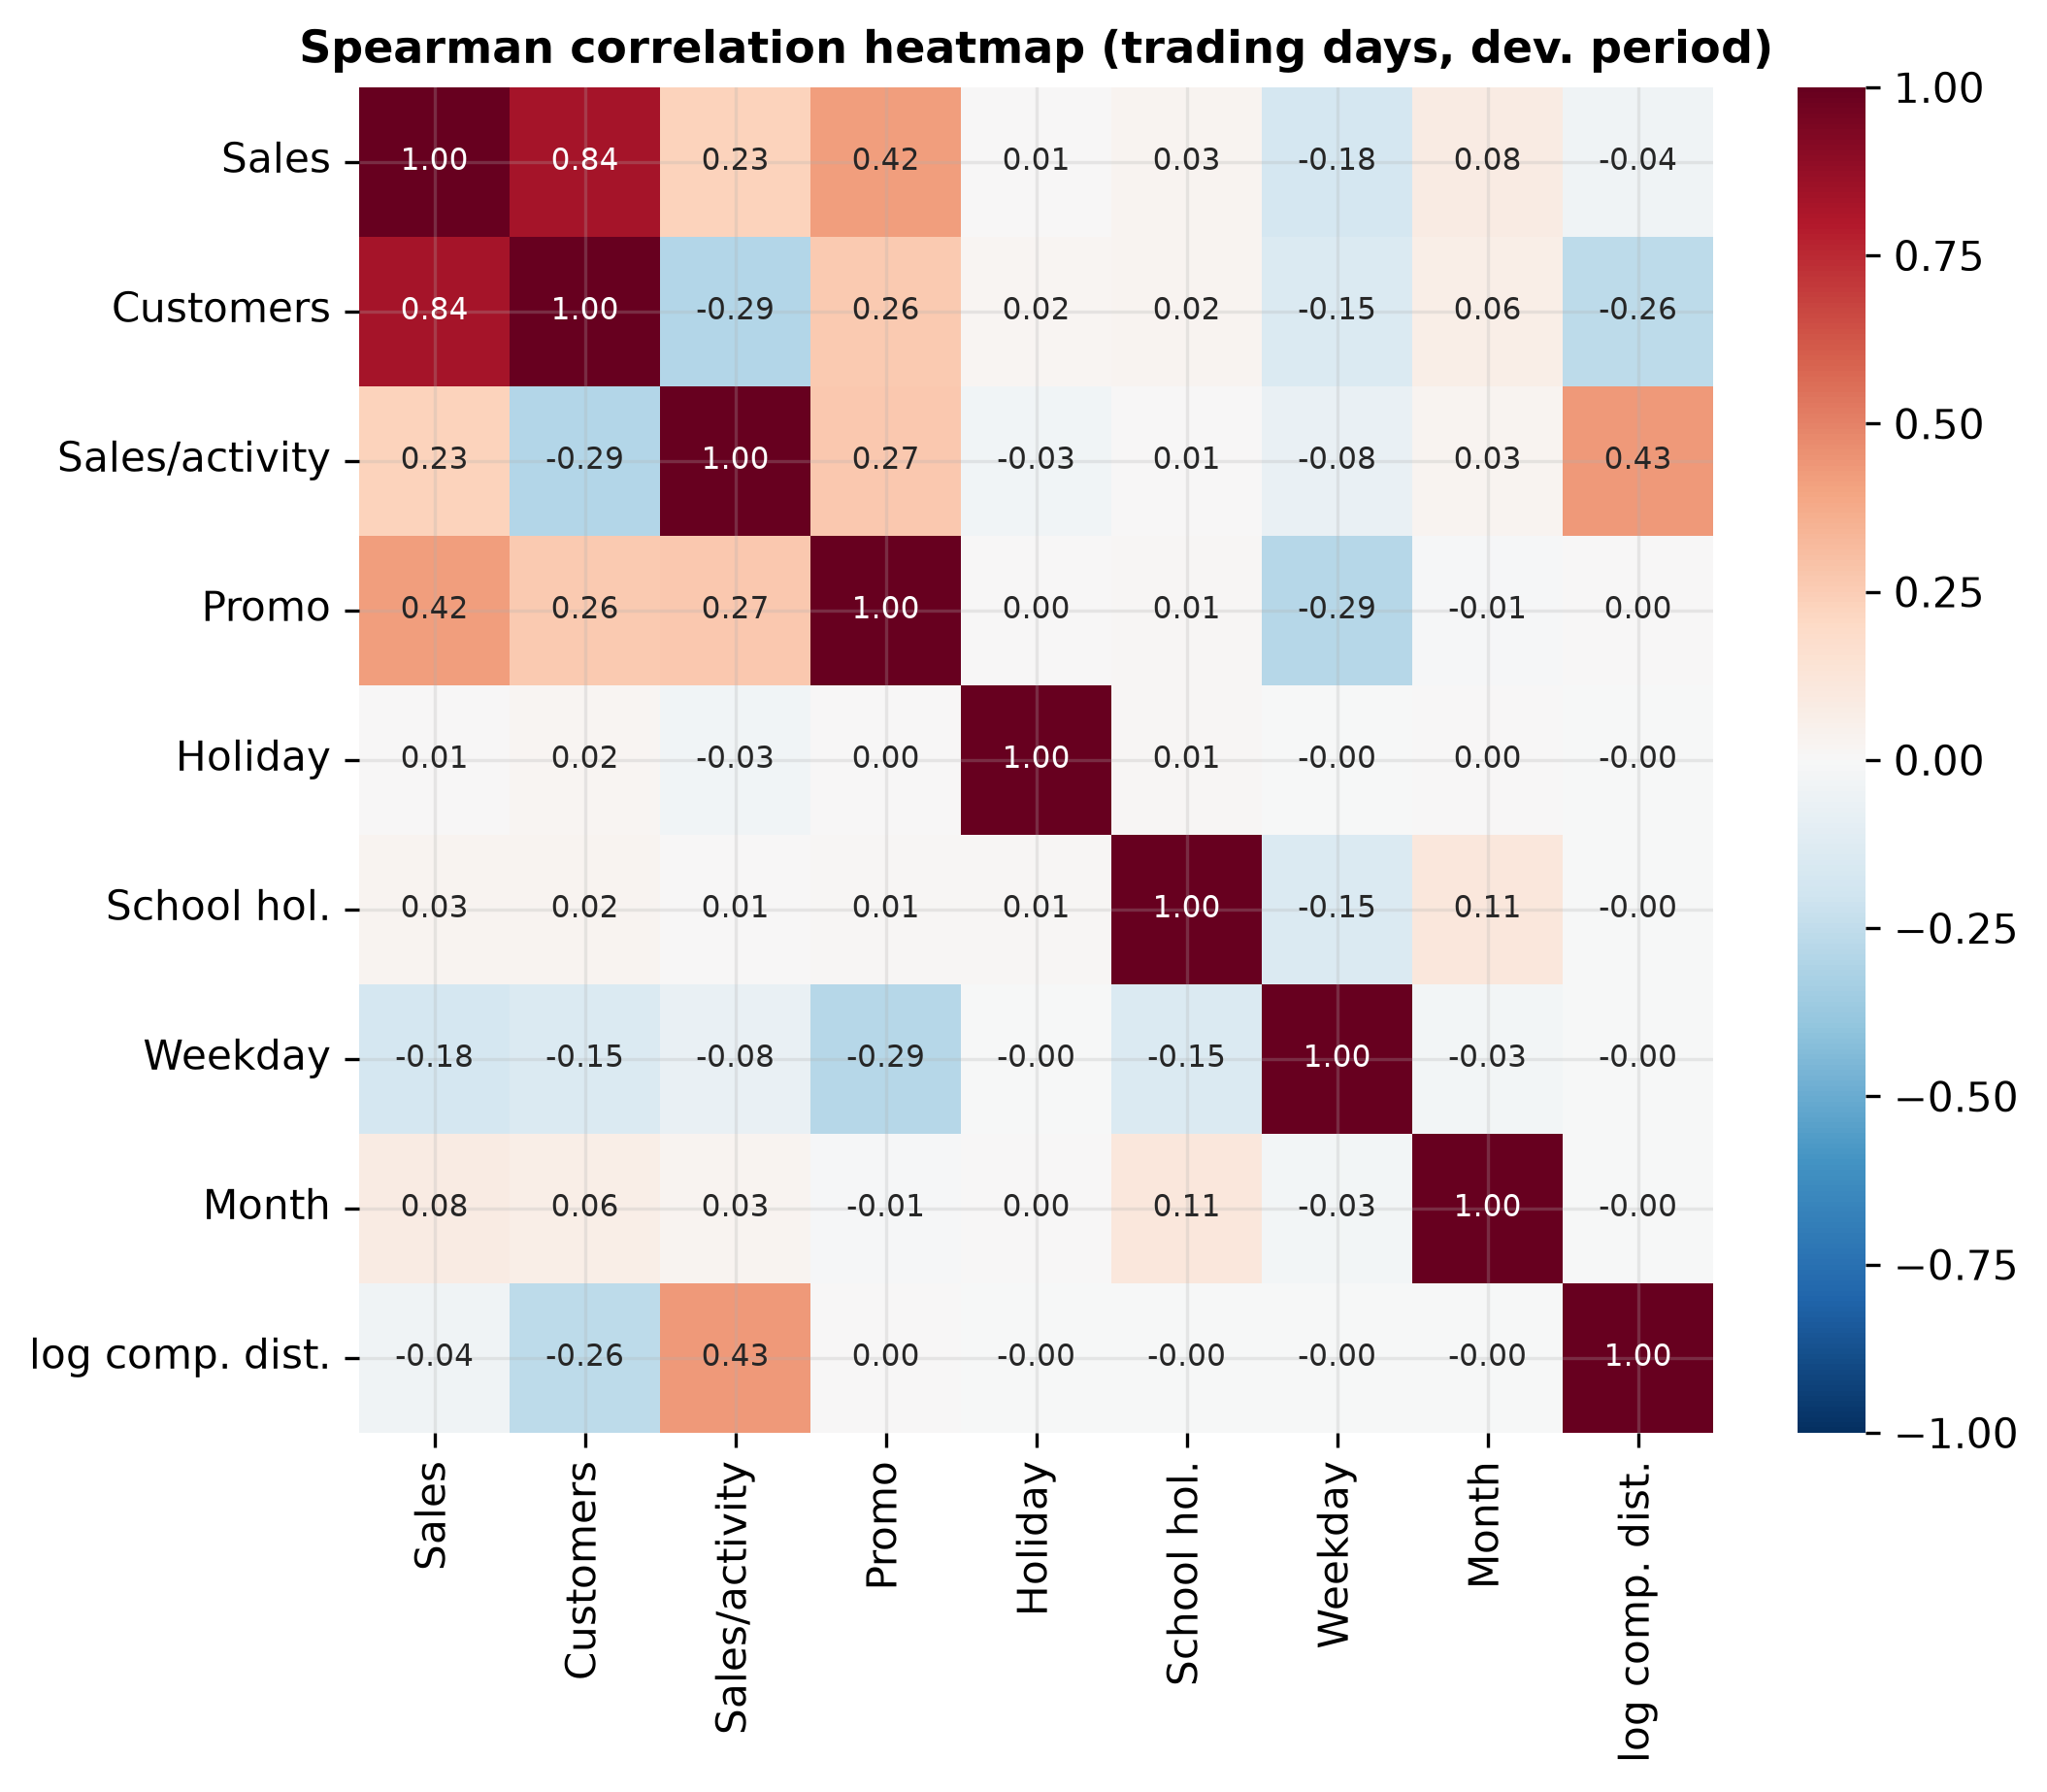 Spearman correlation heatmap (trading days, dev. period)
Sales 1.00 0.84 0.23 0.42 0.01 0.03 -0.18 0.08 -0.04
Customers 0.84 1.00 -0.29 0.26 0.02 0.02 -0.15 0.06 -0.26
Sales/activity 0.23 -0.29 1.00 0.27 -0.03 0.01 -0.08 0.03 0.43
Promo 0.42 0.26 0.27 1.00 0.00 0.01 -0.29 -0.01 0.00
Holiday 0.01 0.02 -0.03 0.00 1.00 0.01 -0.00 0.00 -0.00
School hol. 0.03 0.02 0.01 0.01 0.01 1.00 -0.15 0.11 -0.00
Weekday -0.18 -0.15 -0.08 -0.29 -0.00 -0.15 1.00 -0.03 -0.00
Month 0.08 0.06 0.03 -0.01 0.00 0.11 -0.03 1.00 -0.00
log comp. dist. -0.04 -0.26 0.43 0.00 -0.00 -0.00 -0.00 -0.00 1.00
Sales
Customers
Sales/activity
Promo
Holiday
School hol.
Weekday
Month
log comp. dist.
1.00
0.75
0.50
0.25
0.00
−0.25
−0.50
−0.75
−1.00